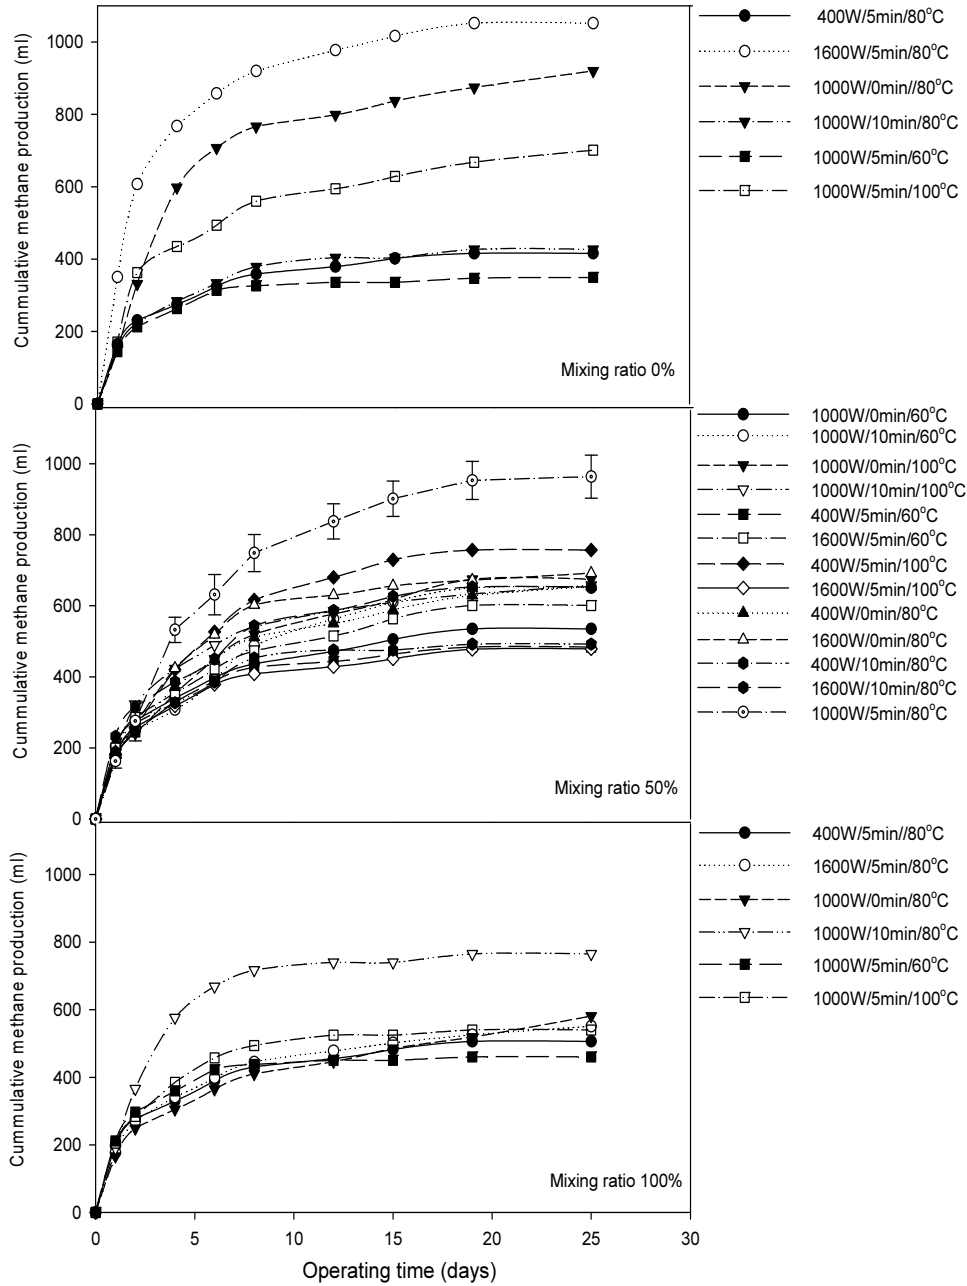 Cummulative methane production (ml)
1000
800
600
400
200
0
Mixing ratio 0%
400W/5min/80°C
1600W/5min/80°C
1000W/0min//80°C
1000W/10min/80°C
1000W/5min/60°C
1000W/5min/100°C
Cummulative methane production (ml)
1000
800
600
400
200
0
Mixing ratio 50%
1000W/0min/60°C
1000W/10min/60°C
1000W/0min/100°C
1000W/10min/100°C
400W/5min/60°C
1600W/5min/60°C
400W/5min/100°C
1600W/5min/100°C
400W/0min/80°C
1600W/0min/80°C
400W/10min/80°C
1600W/10min/80°C
1000W/5min/80°C
Cummulative methane production (ml)
1000
800
600
400
200
0
Mixing ratio 100%
400W/5min//80°C
1600W/5min/80°C
1000W/0min/80°C
1000W/10min/80°C
1000W/5min/60°C
1000W/5min/100°C
0 5 10 15 20 25 30
Operating time (days)